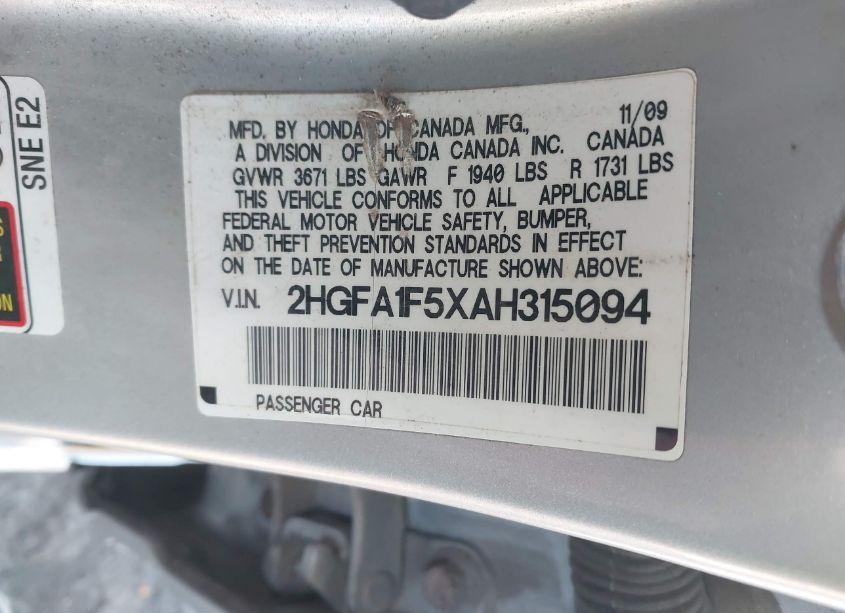 SNE E2
ON
11/09
MFD. BY HONDA OF CANADA MFG.,
A DIVISION OF HONDA CANADA INC. CANADA
GVWR 3671 LBS GAWR F 1940 LBS R 1731 LBS
THIS VEHICLE CONFORMS TO ALL APPLICABLE
FEDERAL MOTOR VEHICLE SAFETY, BUMPER,
AND THEFT PREVENTION STANDARDS IN EFFECT
ON THE DATE OF MANUFACTURE SHOWN ABOVE:
V.I.N. 2HGFA1F5XAH315094
PASSENGER CAR